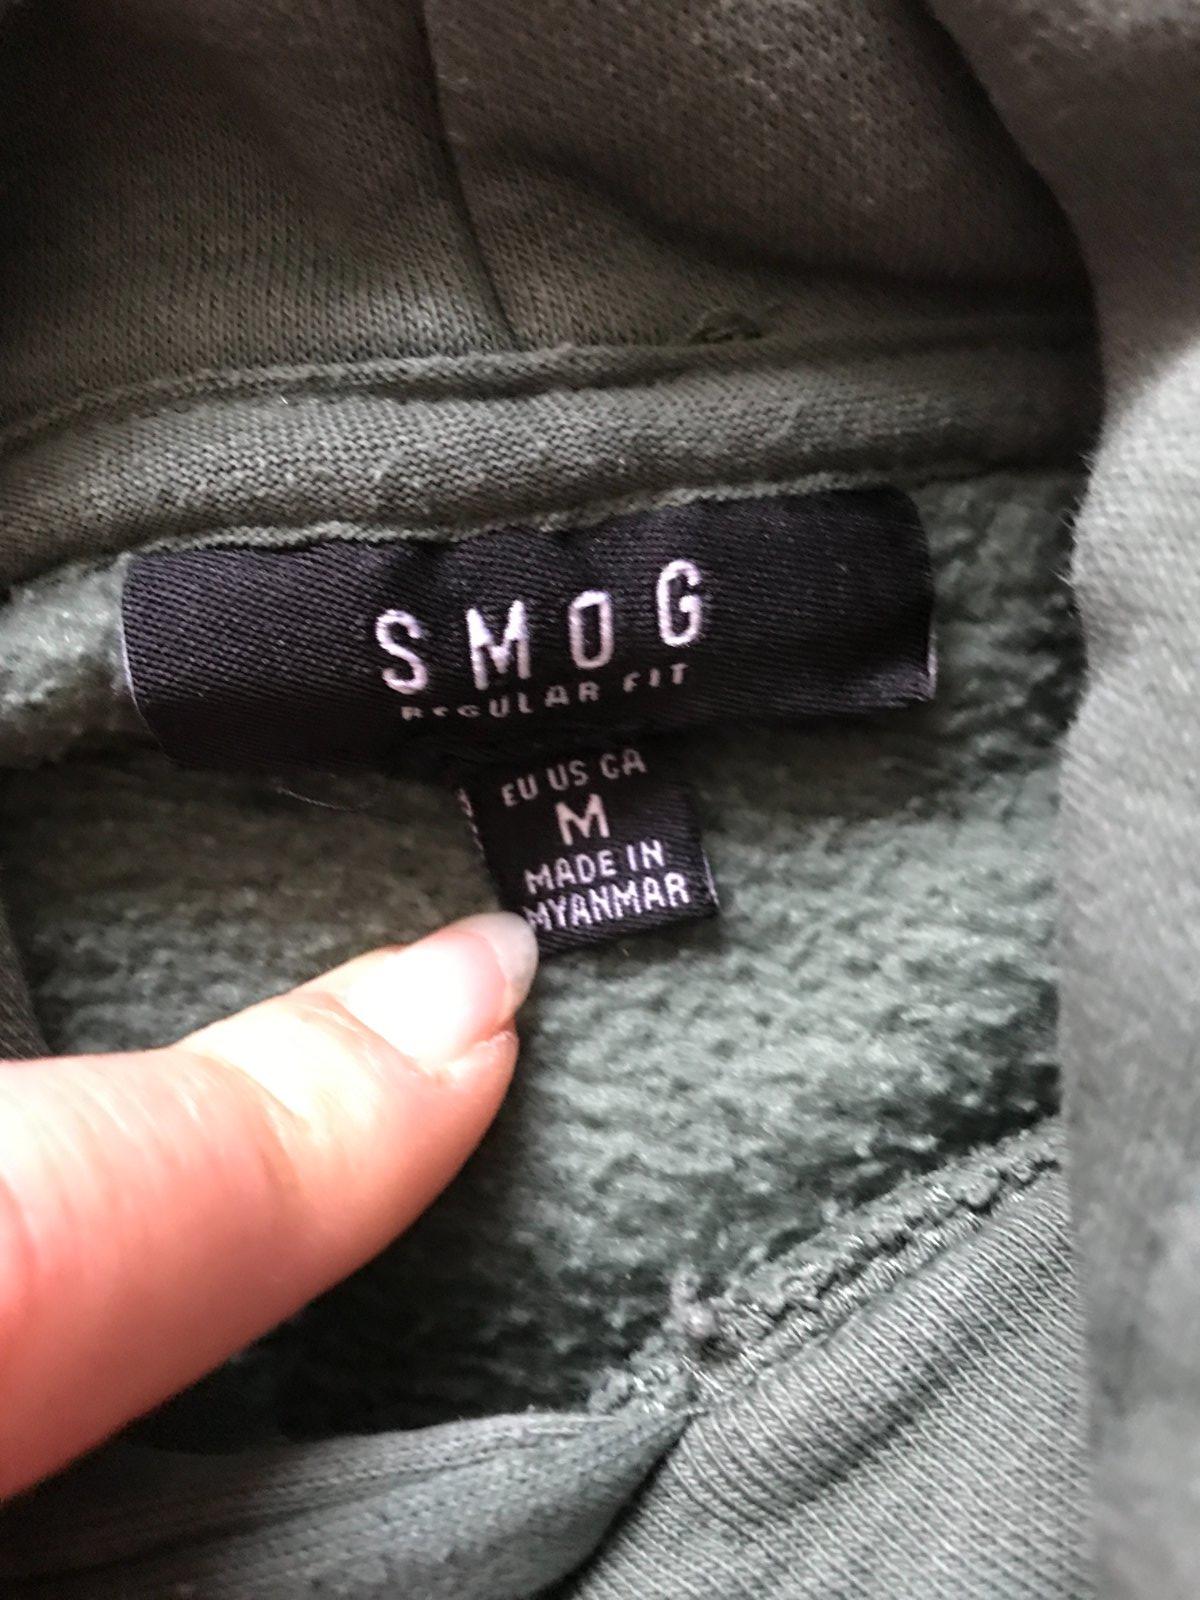 SMOG
REGULAR FIT
EU US CA
M
MADE IN
MYANMAR